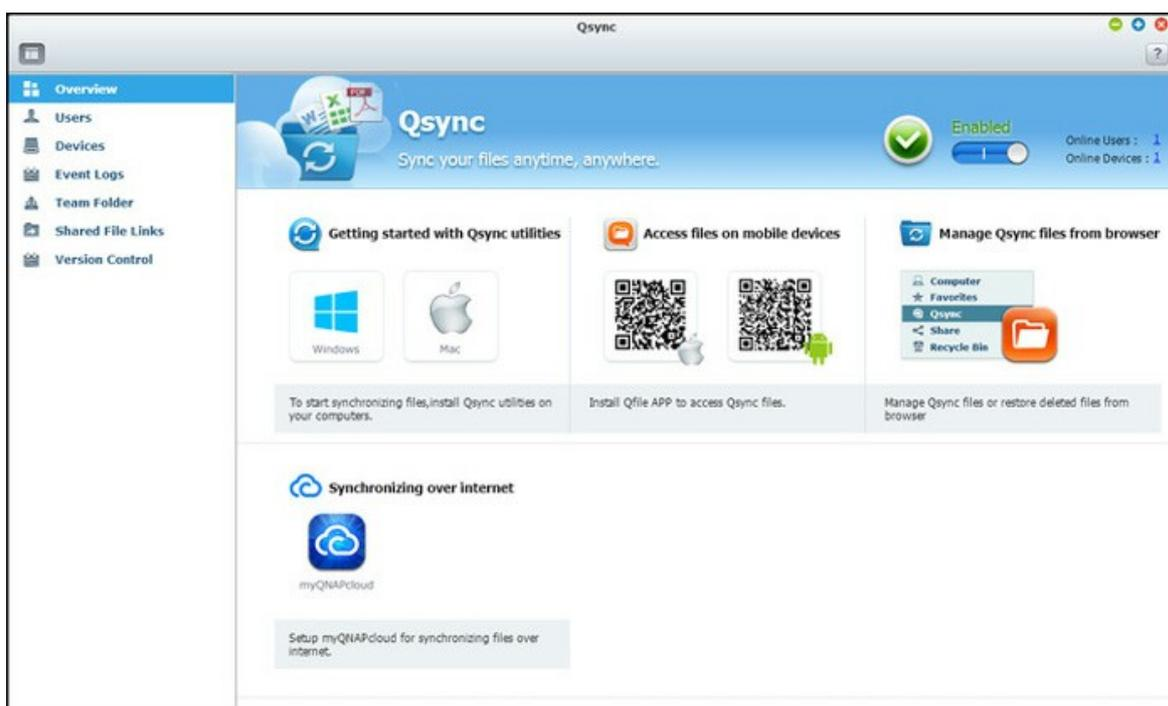 Qsync
?
Overview
Users
Devices
Event Logs
Team Folder
Shared File Links
Version Control
W
X
PDF
Qsync
Sync your files anytime, anywhere.
Enabled
Online Users : 1
Online Devices : 1
Getting started with Qsync utilities
Windows
Mac
To start synchronizing files,install Qsync utilities on
your computers.
Access files on mobile devices
Install Qfile APP to access Qsync files.
Manage Qsync files from browser
Computer
Favorites
Qsync
Share
Recycle Bin
Manage Qsync files or restore deleted files from
browser
Synchronizing over internet
myQNAPcloud
Setup myQNAPcloud for synchronizing files over
internet.